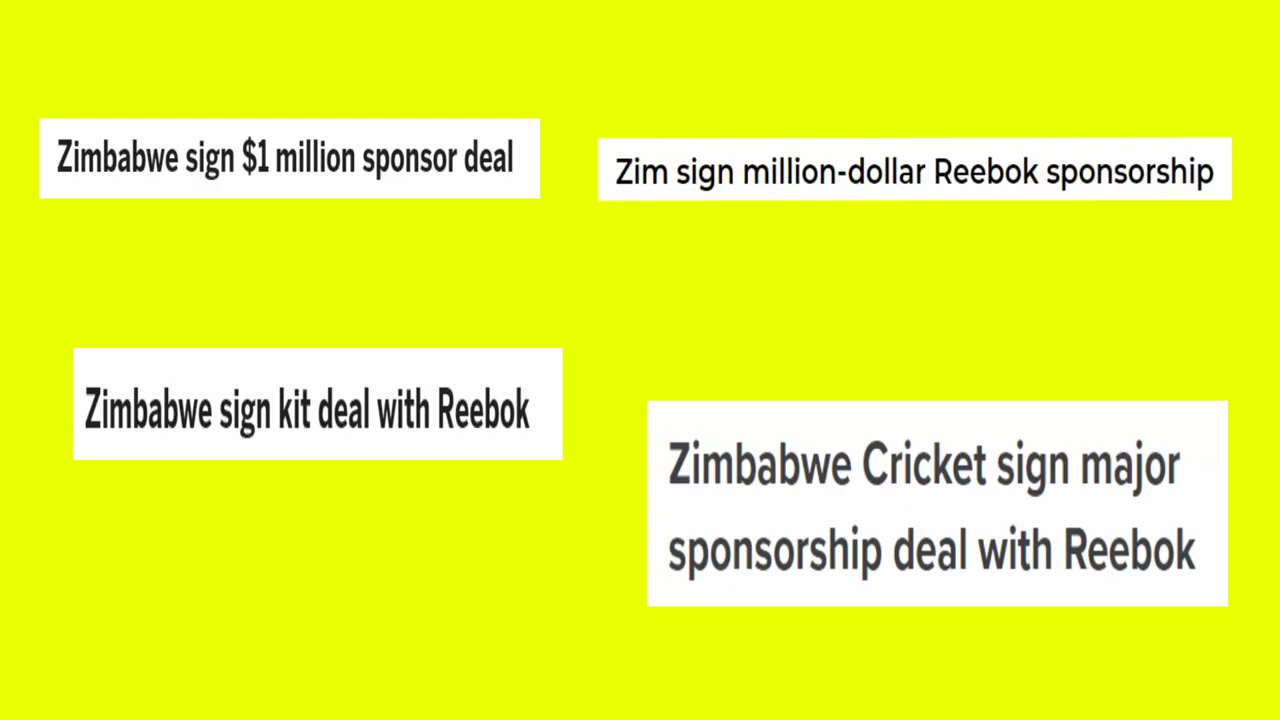 Zimbabwe sign $1 million sponsor deal
Zim sign million-dollar Reebok sponsorship
Zimbabwe sign kit deal with Reebok
Zimbabwe Cricket sign major
sponsorship deal with Reebok